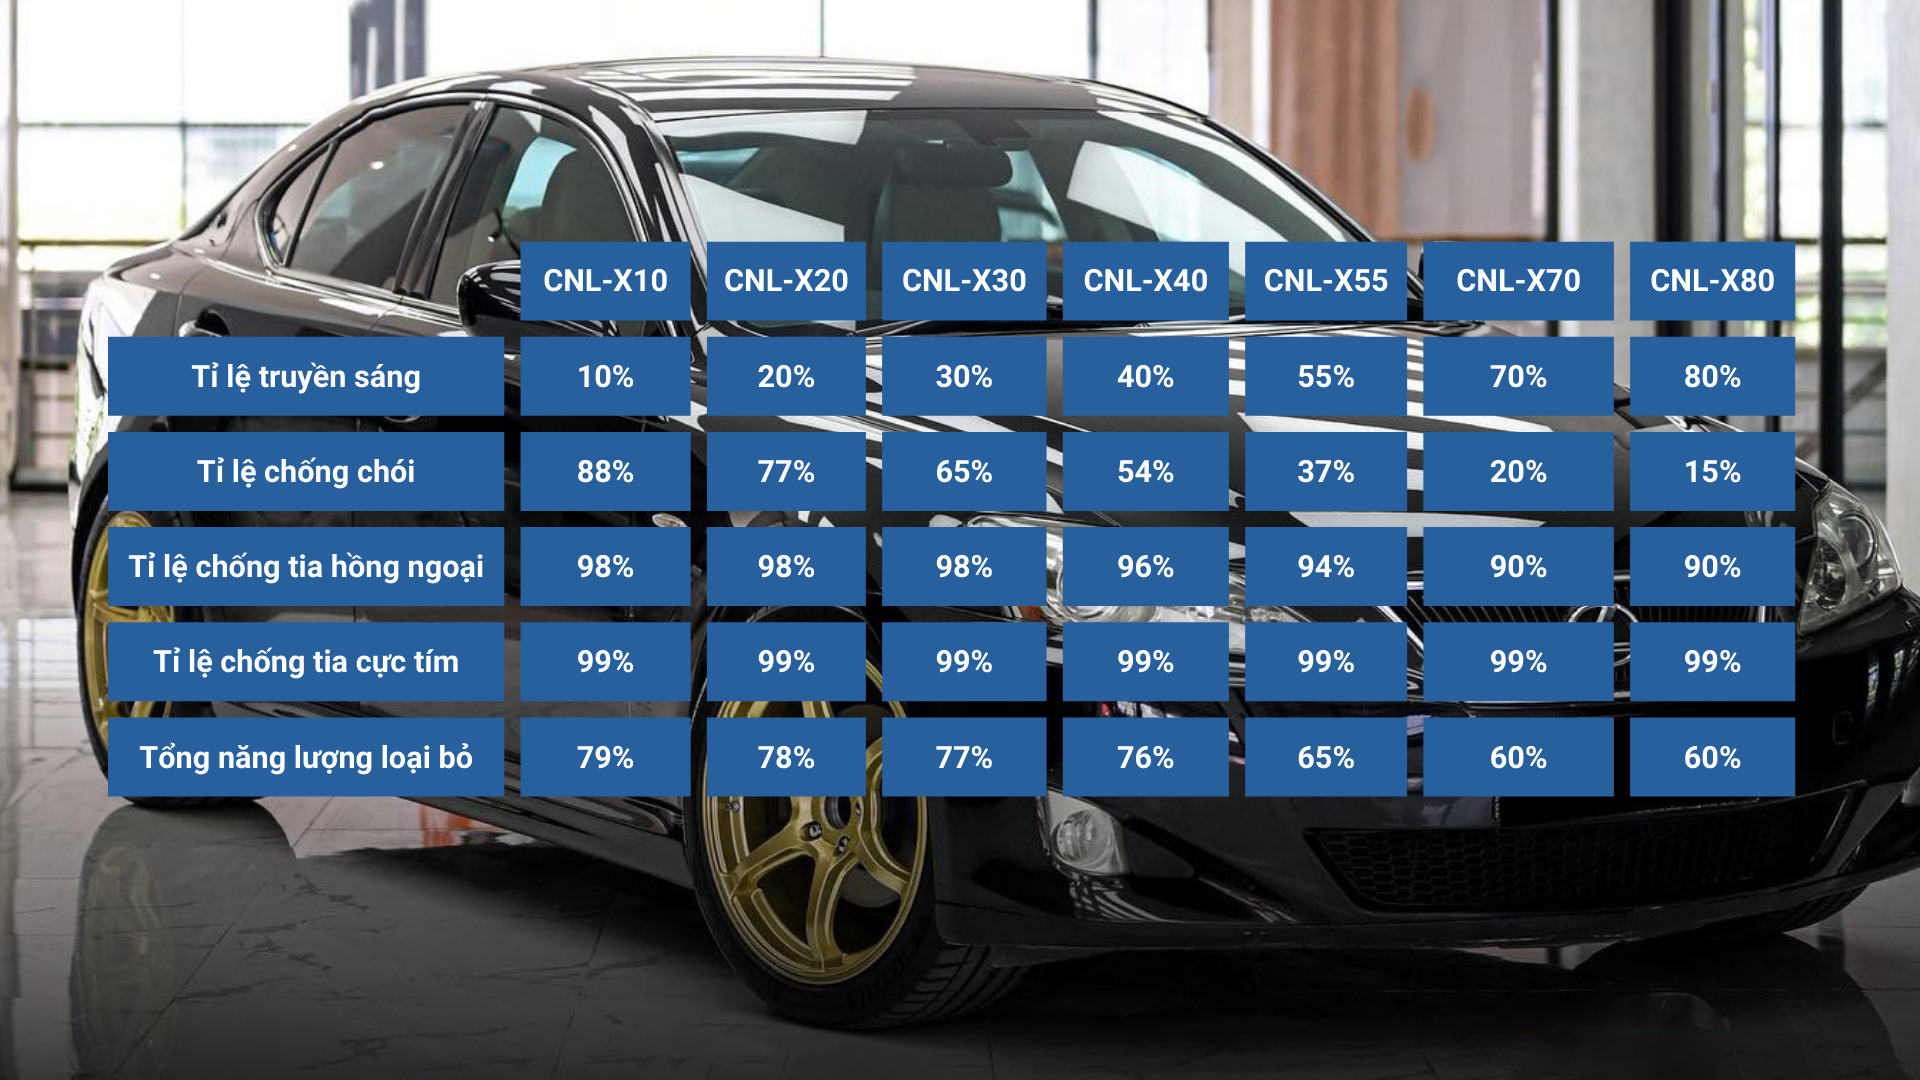 CNL-X10 CNL-X20 CNL-X30 CNL-X40 CNL-X55 CNL-X70 CNL-X80
Tỉ lệ truyền sáng 10% 20% 30% 40% 55% 70% 80%
Tỉ lệ chống chói 88% 77% 65% 54% 37% 20% 15%
Tỉ lệ chống tia hồng ngoại 98% 98% 98% 96% 94% 90% 90%
Tỉ lệ chống tia cực tím 99% 99% 99% 99% 99% 99% 99%
Tổng năng lượng loại bỏ 79% 78% 77% 76% 65% 60% 60%